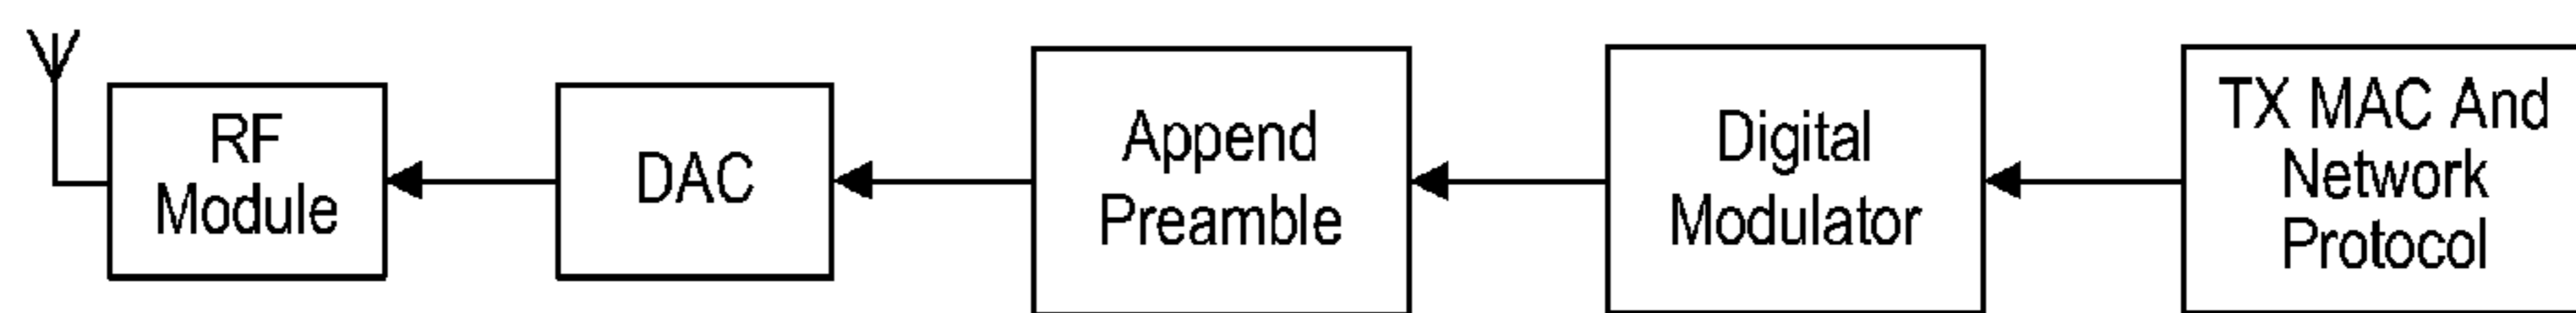 RF
Module
DAC
Append
Preamble
Digital
Modulator
TX MAC And
Network
Protocol